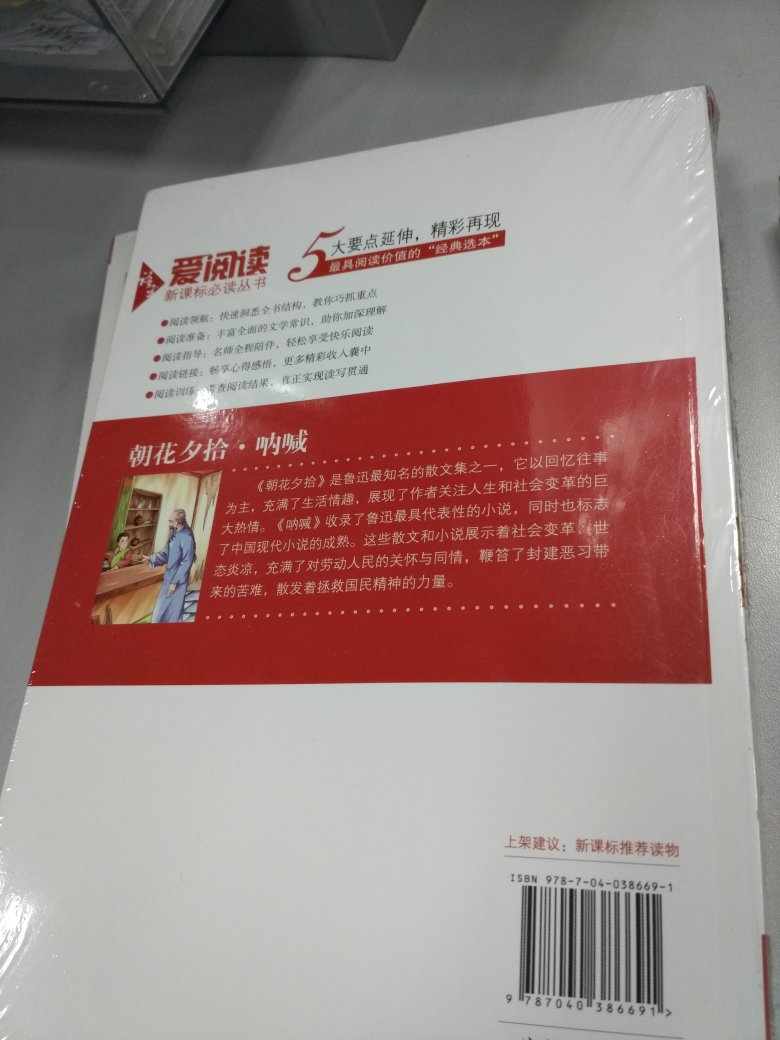 爱阅读
新课标必读丛书
5大要点延伸，精彩再现
最具阅读价值的“经典选本”
●阅读领航：快速洞悉全书结构，教你巧抓重点
●阅读准备：丰富全面的文学常识，助你加深理解
●阅读指导：名师全程陪伴，轻松享受快乐阅读
●阅读链接：畅享心得感悟，更多精彩收入囊中
●阅读训练：考查阅读结果，真正实现读写贯通
朝花夕拾·呐喊
《朝花夕拾》是鲁迅最知名的散文集之一，它以回忆往事
为主，充满了生活情趣，展现了作者关注人生和社会变革的巨
大热情。《呐喊》收录了鲁迅最具代表性的小说，同时也标志
了中国现代小说的成熟。这些散文和小说展示着社会变革、世
态炎凉，充满了对劳动人民的关怀与同情，鞭笞了封建恶习带
来的苦难，散发着拯救国民精神的力量。
上架建议：新课标推荐读物
ISBN 978-7-04-038669-1
9 787040 386691>